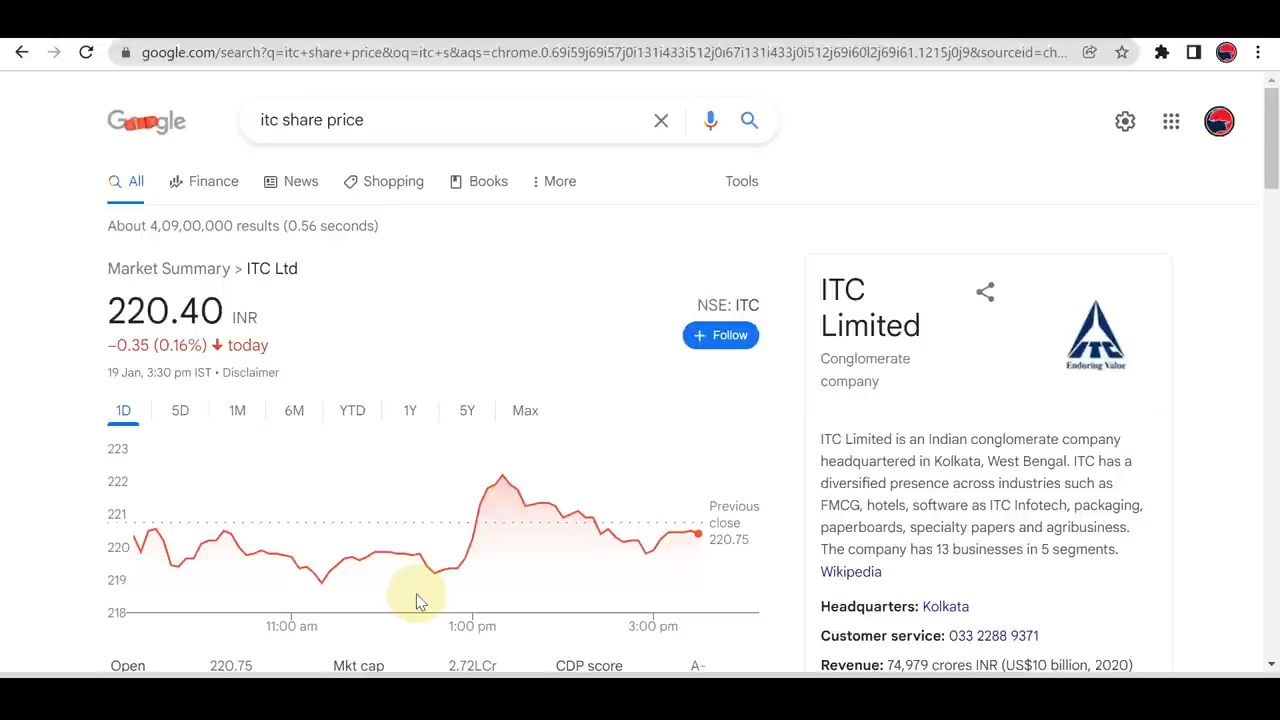 google.com/search?q=itc+share+price&oq=itc+s&aqs=chrome.0.69i59j69i57j0i131i433i512j0i67i131i433j0i512j69i60l2j69i61.1215j0j9&sourceid=ch...
Google
itc share price
All
Finance
News
Shopping
Books
More
Tools
About 4,09,00,000 results (0.56 seconds)
Market Summary > ITC Ltd
220.40 INR
NSE: ITC
−0.35 (0.16%) today
+ Follow
19 Jan, 3:30 pm IST • Disclaimer
1D 5D 1M 6M YTD 1Y 5Y Max
223
222
221
220
219
218
Previous
close
220.75
11:00 am 1:00 pm 3:00 pm
Open 220.75 Mkt cap 2.72LCr CDP score A-
ITC
Limited
Conglomerate
company
ITC
Enduring Value
ITC Limited is an Indian conglomerate company
headquartered in Kolkata, West Bengal. ITC has a
diversified presence across industries such as
FMCG, hotels, software as ITC Infotech, packaging,
paperboards, specialty papers and agribusiness.
The company has 13 businesses in 5 segments.
Wikipedia
Headquarters: Kolkata
Customer service: 033 2288 9371
Revenue: 74,979 crores INR (US$10 billion, 2020)